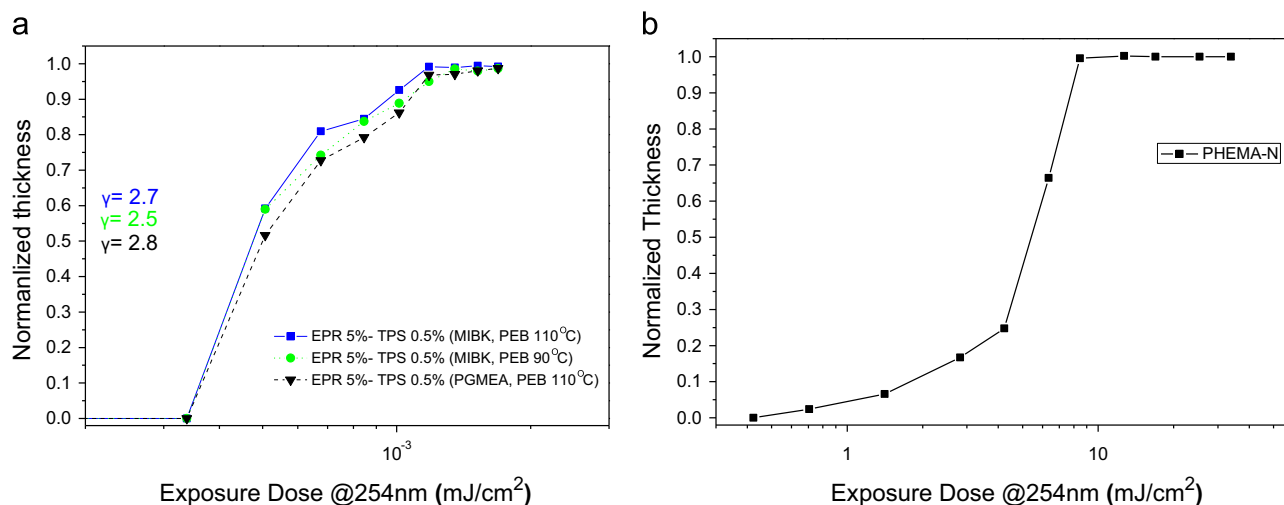 a
Normanlized thickness
1.0
0.9
0.8
0.7
0.6
0.5
0.4
0.3
0.2
0.1
0.0
γ= 2.7
γ= 2.5
γ= 2.8
EPR 5%- TPS 0.5% (MIBK, PEB 110°C)
EPR 5%- TPS 0.5% (MIBK, PEB 90°C)
EPR 5%- TPS 0.5% (PGMEA, PEB 110°C)
10⁻³
Exposure Dose @254nm (mJ/cm²)
b
Normalized Thickness
1.0
0.9
0.8
0.7
0.6
0.5
0.4
0.3
0.2
0.1
0.0
PHEMA-N
1 10
Exposure Dose @254nm (mJ/cm²)